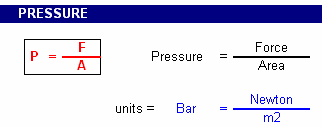 PRESSURE
P = F / A
Pressure = Force / Area
units = Bar = Newton / m2